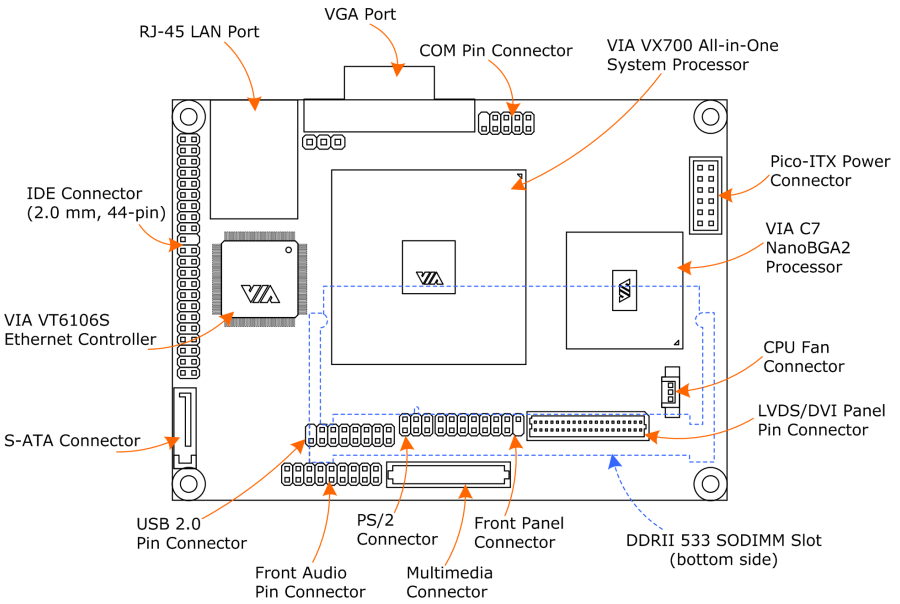 VGA Port
RJ-45 LAN Port
COM Pin Connector
VIA VX700 All-in-One
System Processor
Pico-ITX Power
Connector
IDE Connector
(2.0 mm, 44-pin)
VIA C7
NanoBGA2
Processor
VIA
VIA
VIA
VIA VT6106S
Ethernet Controller
CPU Fan
Connector
LVDS/DVI Panel
Pin Connector
S-ATA Connector
USB 2.0
Pin Connector
PS/2
Connector
Front Panel
Connector
DDRII 533 SODIMM Slot
(bottom side)
Front Audio
Pin Connector
Multimedia
Connector